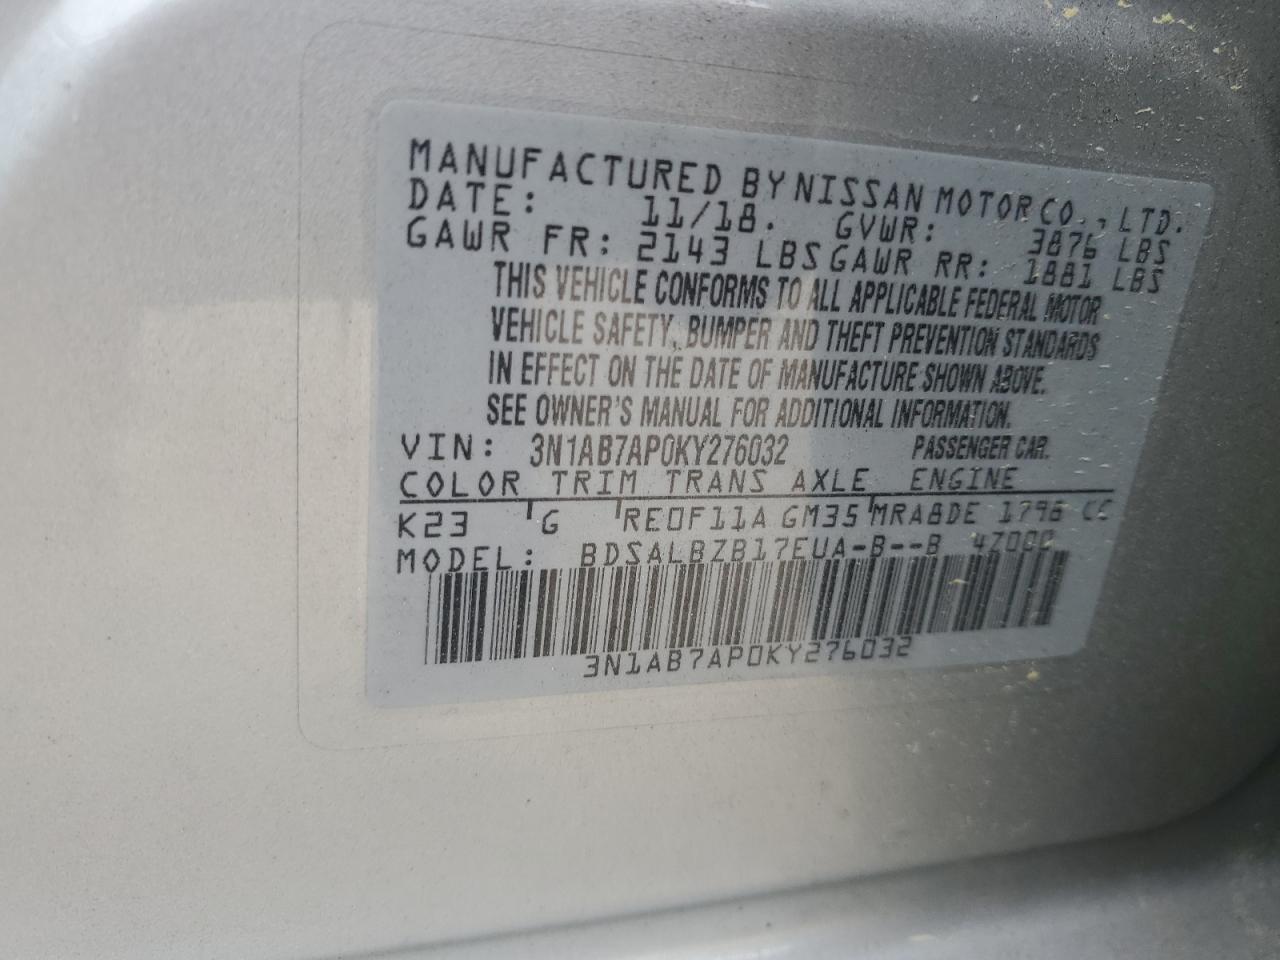 MANUFACTURED BY NISSAN MOTOR CO., LTD.
DATE: 11/18. GVWR: 3876 LBS
GAWR FR: 2143 LBS GAWR RR: 1881 LBS
THIS VEHICLE CONFORMS TO ALL APPLICABLE FEDERAL MOTOR
VEHICLE SAFETY, BUMPER AND THEFT PREVENTION STANDARDS
IN EFFECT ON THE DATE OF MANUFACTURE SHOWN ABOVE.
SEE OWNER'S MANUAL FOR ADDITIONAL INFORMATION.
VIN: 3N1AB7AP0KY276032 PASSENGER CAR.
COLOR TRIM TRANS AXLE ENGINE
K23 G RE0F11A GM35 MRA8DE 1798 CC
MODEL: BDSALBZB17EUA-B--B
3N1AB7AP0KY276032